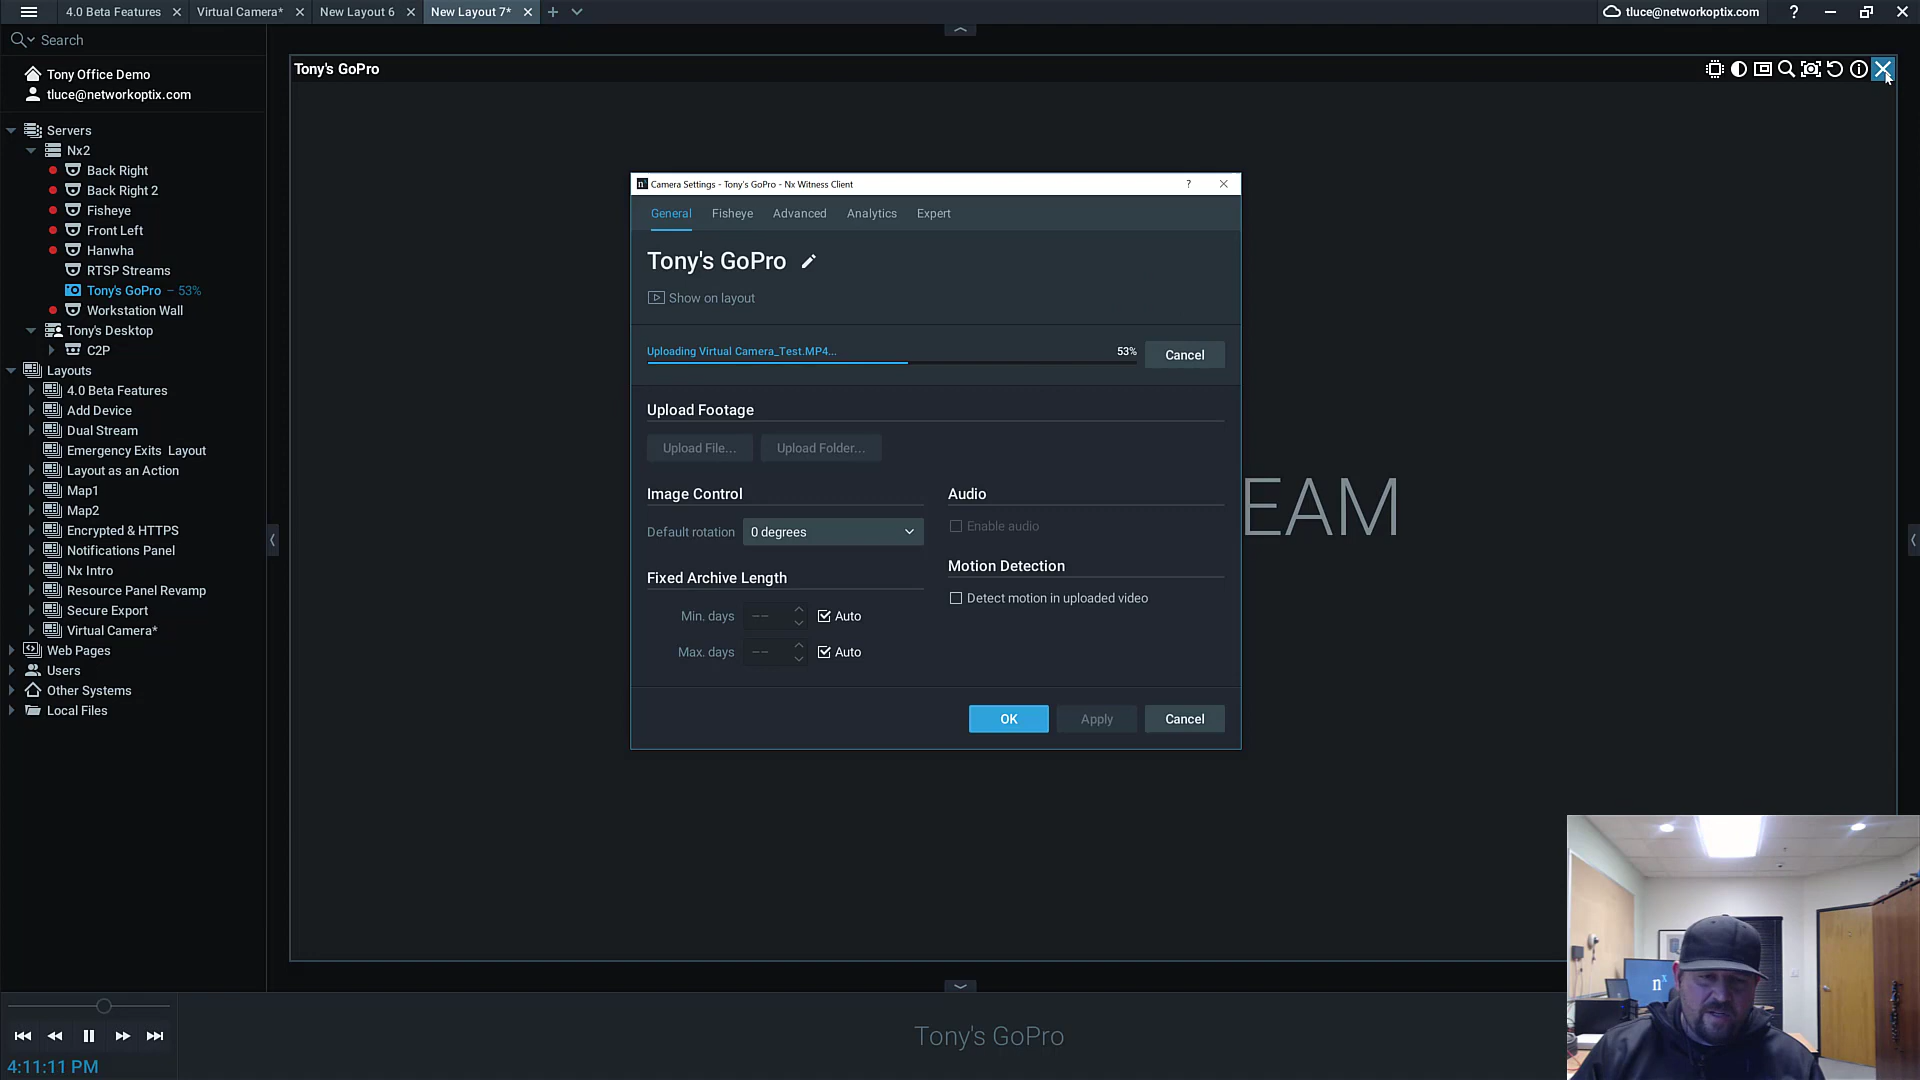 4.0 Beta Features
Virtual Camera*
New Layout 6
New Layout 7*
tluce@networkoptix.com
?
Search
Tony Office Demo
tluce@networkoptix.com
Servers
Nx2
Back Right
Back Right 2
Fisheye
Front Left
Hanwha
RTSP Streams
Tony's GoPro – 53%
Workstation Wall
Tony's Desktop
C2P
Layouts
4.0 Beta Features
Add Device
Dual Stream
Emergency Exits Layout
Layout as an Action
Map1
Map2
Encrypted & HTTPS
Notifications Panel
Nx Intro
Resource Panel Revamp
Secure Export
Virtual Camera*
Web Pages
Users
Other Systems
Local Files
Tony's GoPro
Camera Settings - Tony's GoPro - Nx Witness Client
?
General
Fisheye
Advanced
Analytics
Expert
Tony's GoPro
Show on layout
Uploading Virtual Camera_Test.MP4...
53%
Cancel
Upload Footage
Upload File...
Upload Folder...
Image Control
Default rotation
0 degrees
Fixed Archive Length
Min. days
--
Auto
Max. days
--
Auto
Audio
Enable audio
Motion Detection
Detect motion in uploaded video
OK
Apply
Cancel
EAM
nx
4:11:11 PM
Tony's GoPro